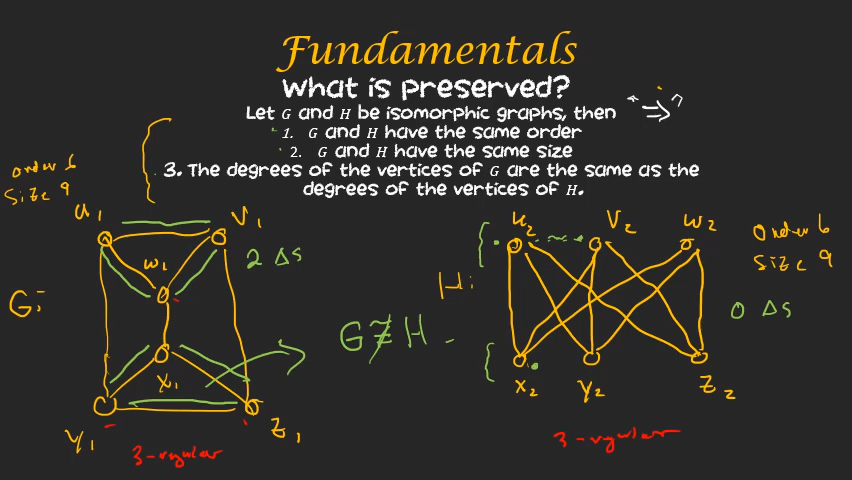 Fundamentals
What is preserved?
Let G and H be isomorphic graphs, then
" ⇒ "
1. G and H have the same order
2. G and H have the same size
3. The degrees of the vertices of G are the same as the
degrees of the vertices of H.
order 6
size 9
u1
v1
w1
2 Δs
G:
x1
y1
z1
3-regular
G≇H
H:
u2
v2
w2
order 6
size 9
0 Δs
x2
y2
z2
3-regular